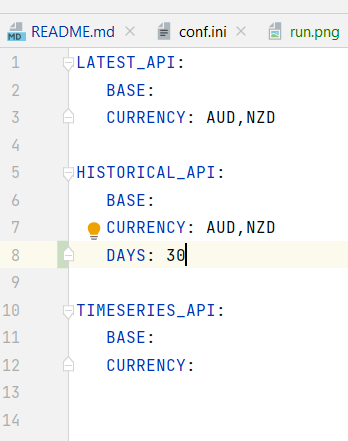 README.md conf.ini run.png
1 LATEST_API:
2 BASE:
3 CURRENCY: AUD,NZD
4
5 HISTORICAL_API:
6 BASE:
7 CURRENCY: AUD,NZD
8 DAYS: 30
9
10 TIMESERIES_API:
11 BASE:
12 CURRENCY:
13
14